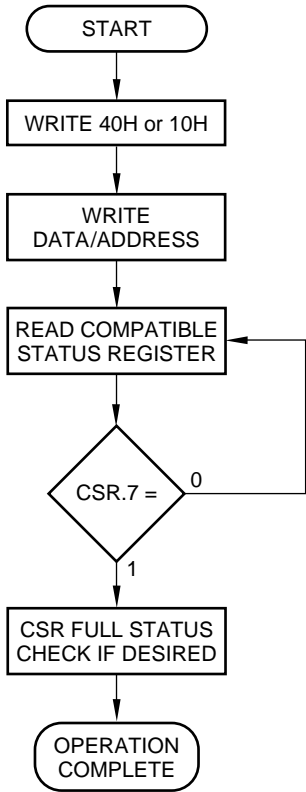 START
WRITE 40H or 10H
WRITE
DATA/ADDRESS
READ COMPATIBLE
STATUS REGISTER
CSR.7 =
0
1
CSR FULL STATUS
CHECK IF DESIRED
OPERATION
COMPLETE